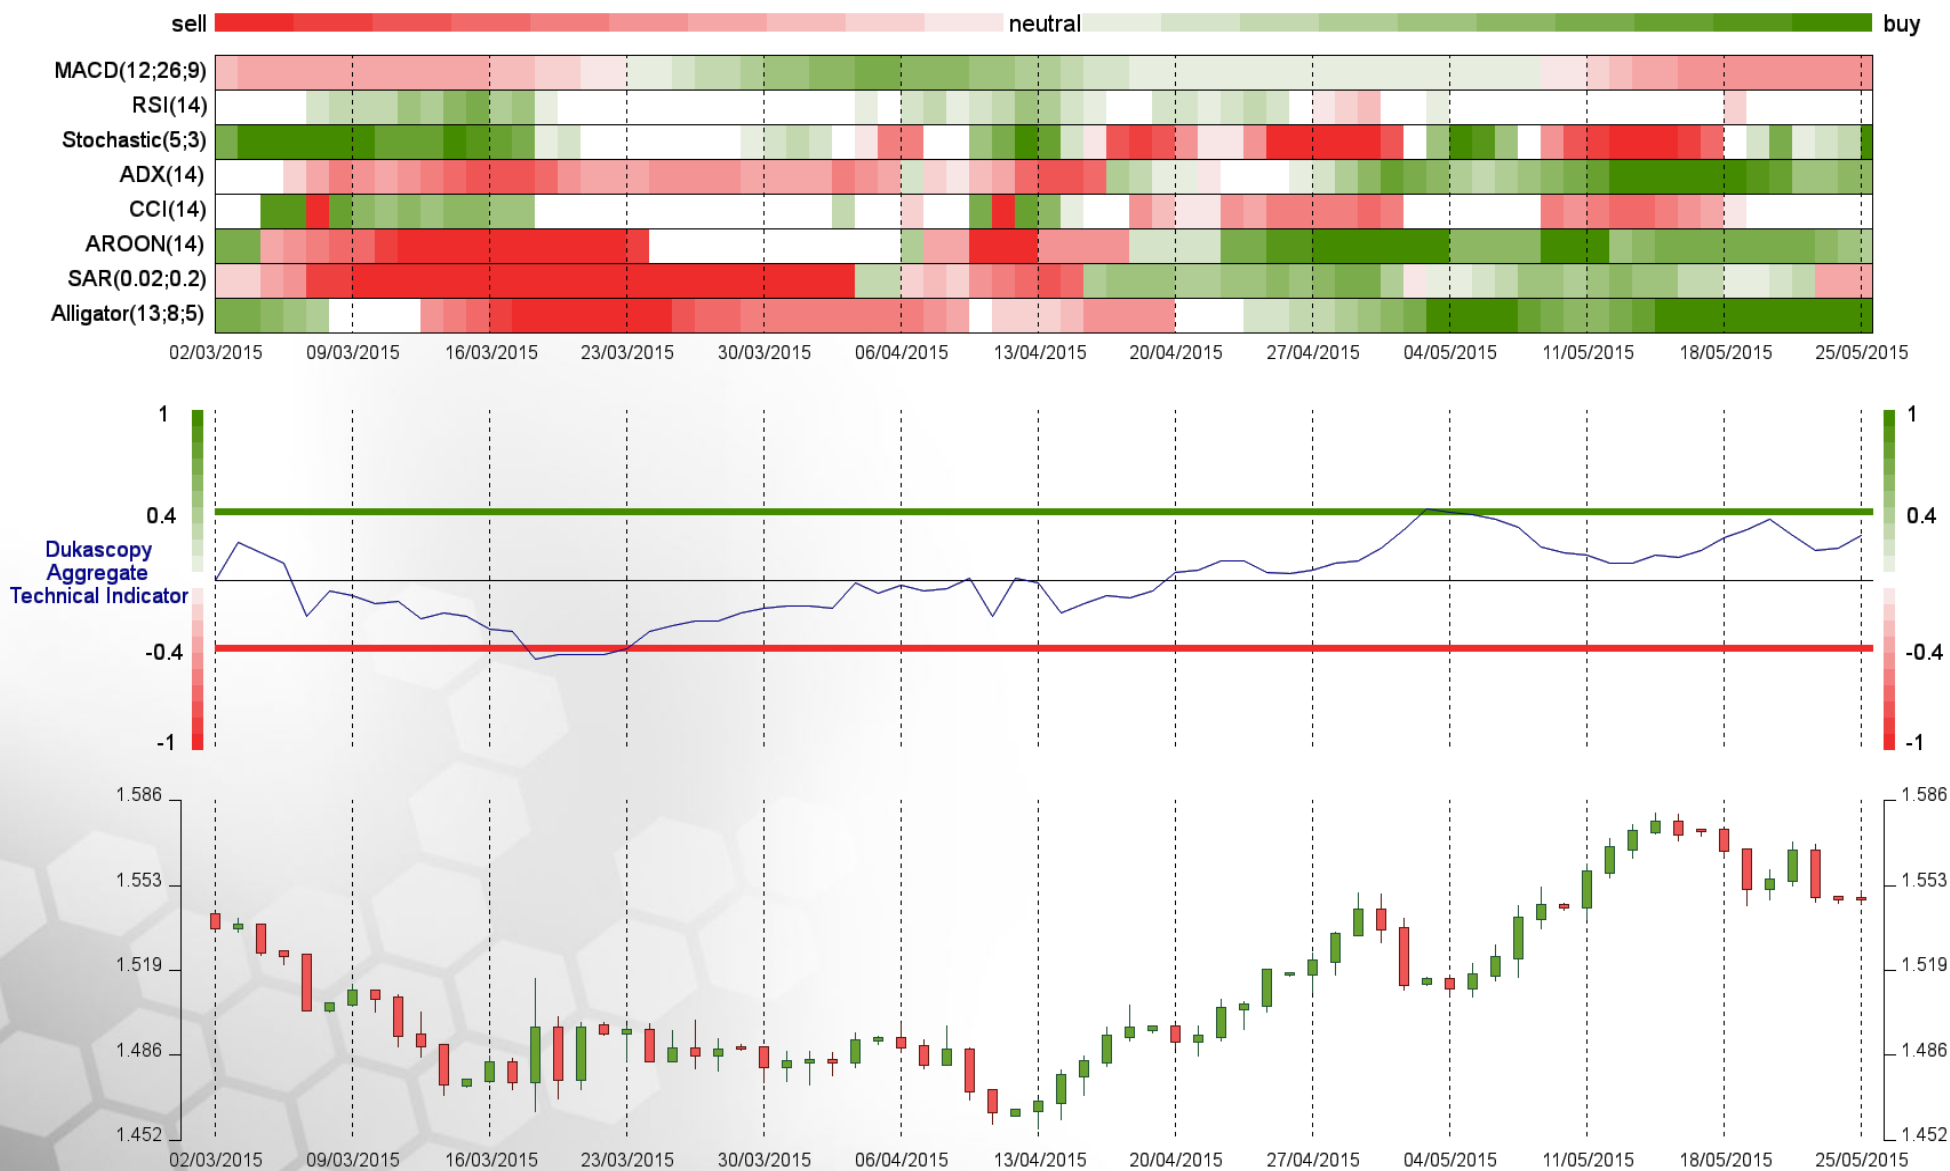 sell neutral buy
MACD(12;26;9)
RSI(14)
Stochastic(5;3)
ADX(14)
CCI(14)
AROON(14)
SAR(0.02;0.2)
Alligator(13;8;5)
02/03/2015 09/03/2015 16/03/2015 23/03/2015 30/03/2015 06/04/2015 13/04/2015 20/04/2015 27/04/2015 04/05/2015 11/05/2015 18/05/2015 25/05/2015
1 1
0.4 0.4
Dukascopy
Aggregate
Technical Indicator
-0.4 -0.4
-1 -1
1.586 1.586
1.553 1.553
1.519 1.519
1.486 1.486
1.452 1.452
02/03/2015 09/03/2015 16/03/2015 23/03/2015 30/03/2015 06/04/2015 13/04/2015 20/04/2015 27/04/2015 04/05/2015 11/05/2015 18/05/2015 25/05/2015